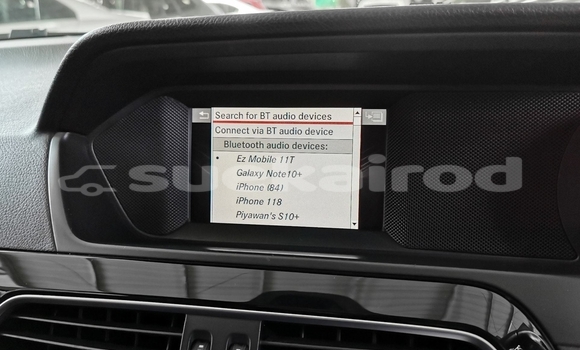 Search for BT audio devices
Connect via BT audio device
Bluetooth audio devices:
• Ez Mobile 11T
Galaxy Note10+
iPhone (84)
iPhone 118
Piyawan's S10+